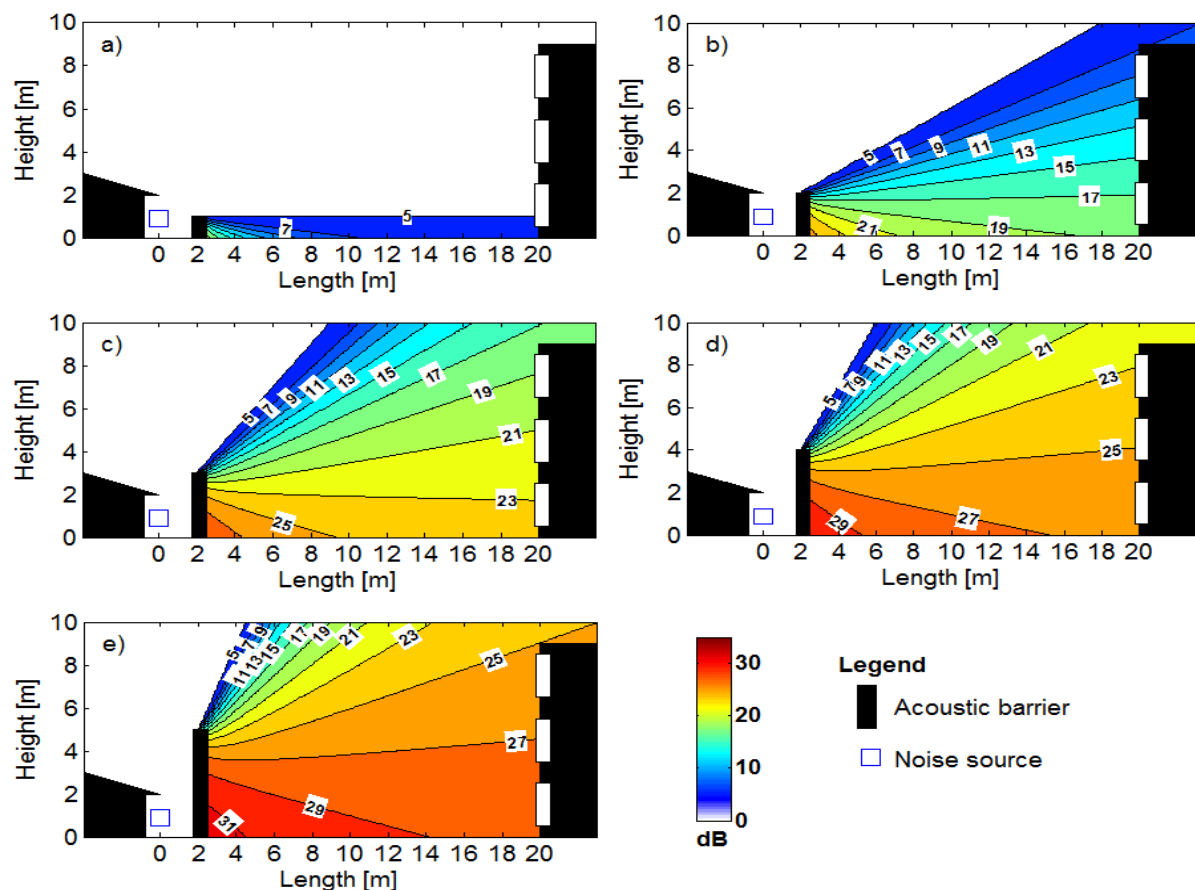 a)
10
8
6
4
2
0
Height [m]
5
7
0 2 4 6 8 10 12 14 16 18 20
Length [m]
b)
10
8
6
4
2
0
Height [m]
5 7 9 11 13
15
17
19
21
0 2 4 6 8 10 12 14 16 18 20
Length [m]
c)
10
8
6
4
2
0
Height [m]
5 7 9 11 13 15 17
19
21
23
25
0 2 4 6 8 10 12 14 16 18 20
Length [m]
d)
10
8
6
4
2
0
Height [m]
5 7 9 11 13 15 17 19 21
23
25
27
29
0 2 4 6 8 10 12 14 16 18 20
Length [m]
e)
10
8
6
4
2
0
Height [m]
5 7 9 11 13 15 17 19 21 23
25
27
29
31
0 2 4 6 8 10 12 14 16 18 20
Length [m]
30
20
10
0
dB
Legend
Acoustic barrier
Noise source